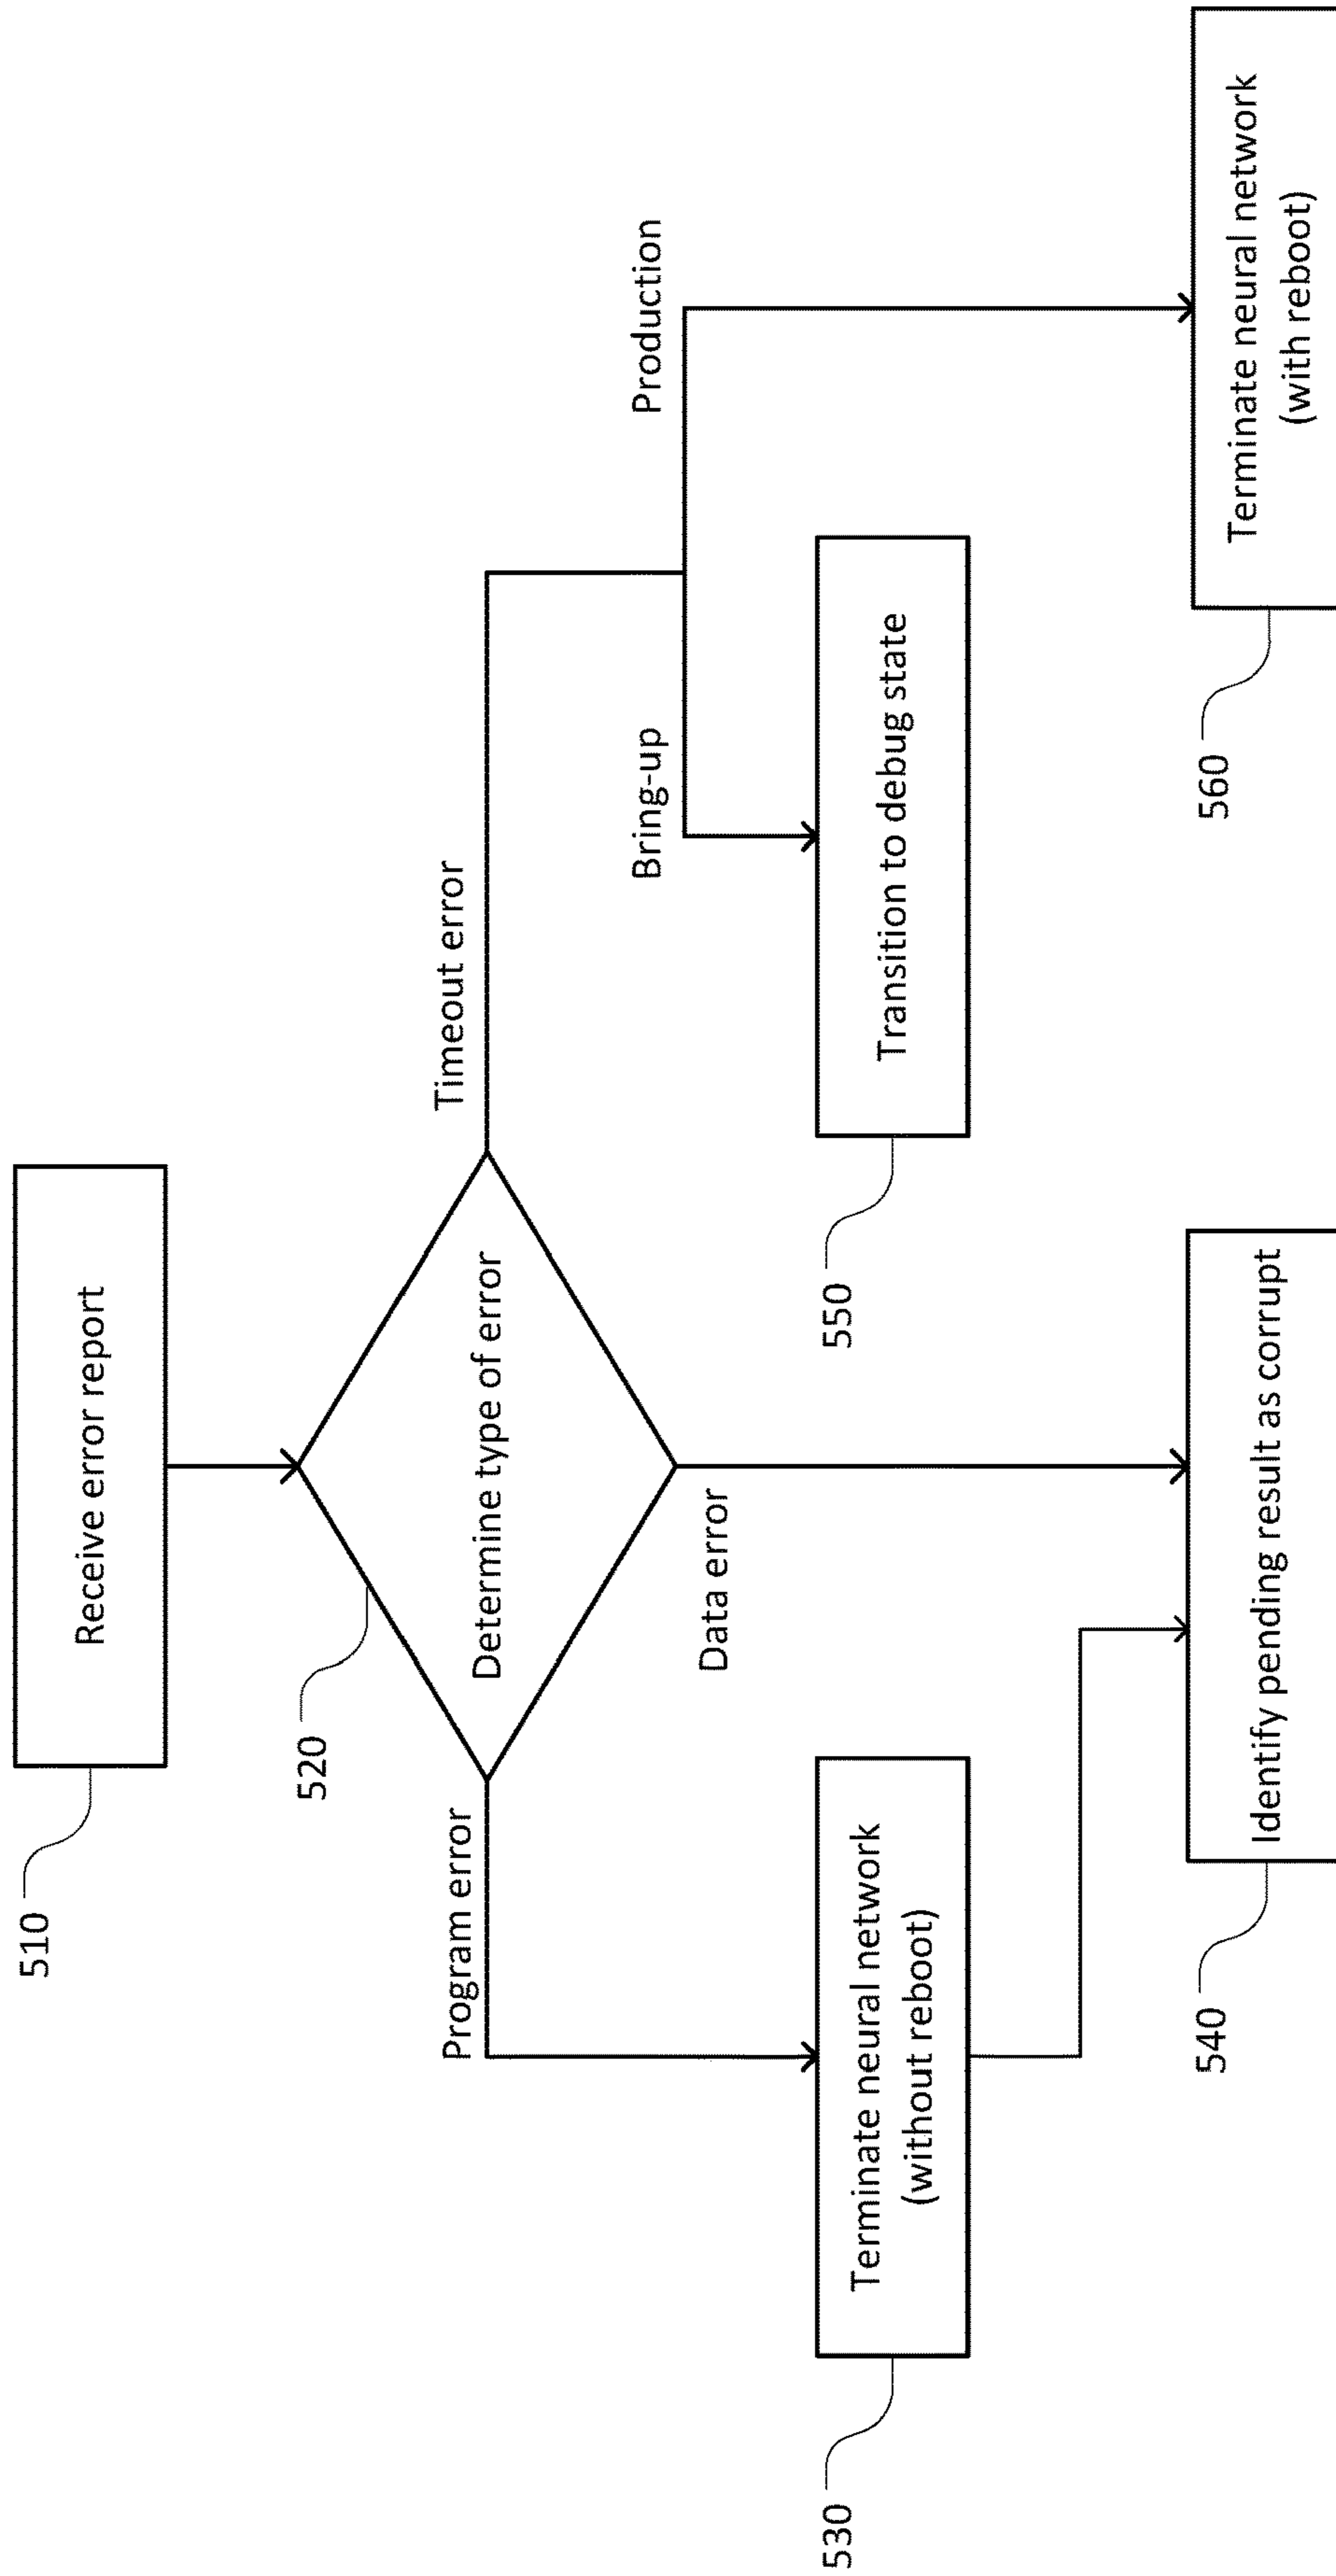 510
Receive error report
520
Determine type of error
Program error
Timeout error
Data error
Bring-up
Production
530
Terminate neural network
(without reboot)
550
Transition to debug state
540
Identify pending result as corrupt
560
Terminate neural network
(with reboot)